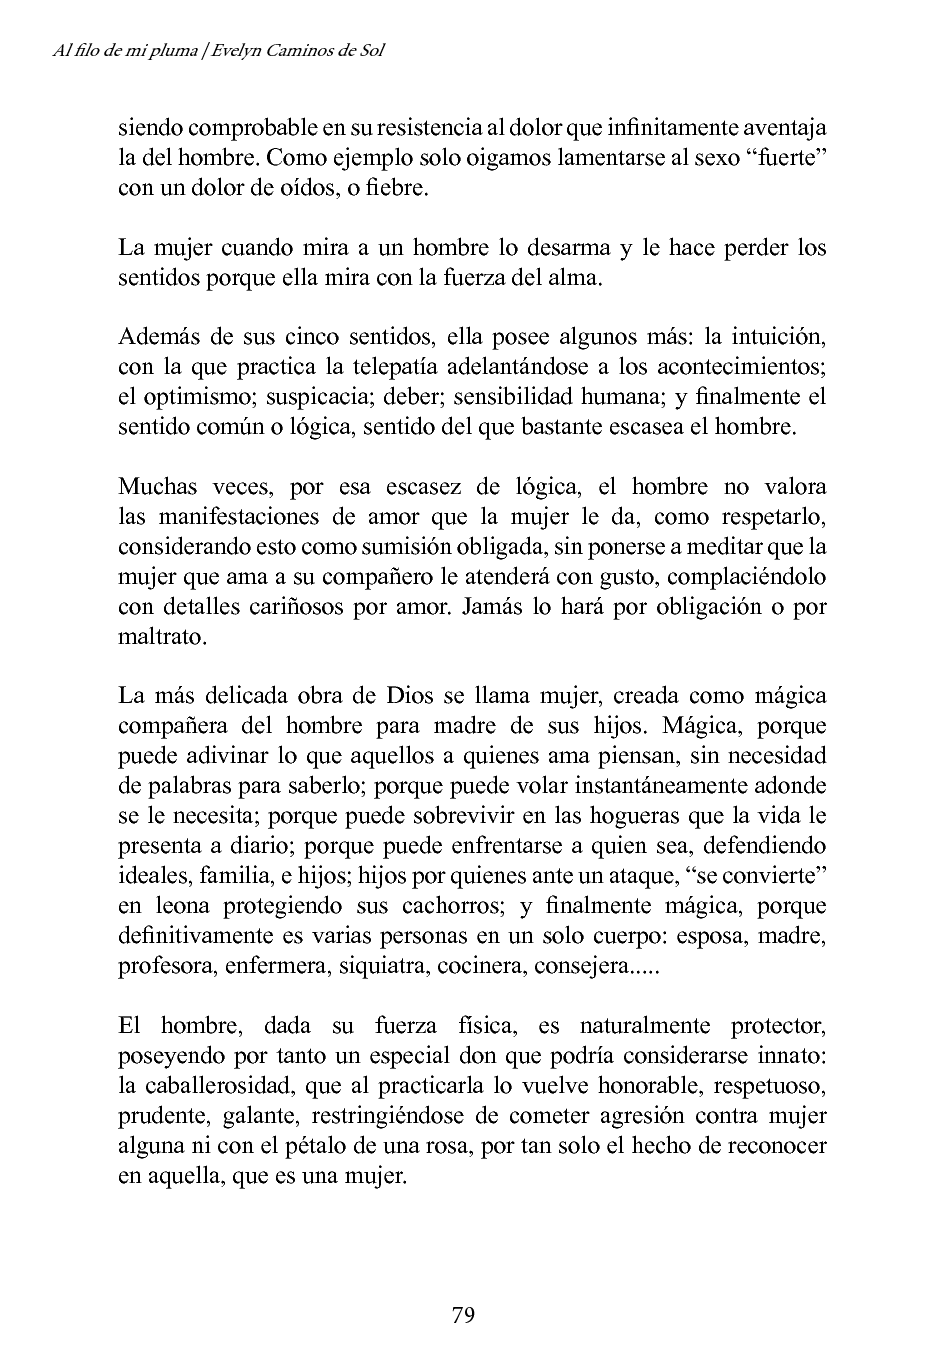 Al filo de mi pluma | Evelyn Caminos de Sol
siendo comprobable en su resistencia al dolor que infinitamente aventaja
la del hombre. Como ejemplo solo oigamos lamentarse al sexo “fuerte”
con un dolor de oídos, o fiebre.
La mujer cuando mira a un hombre lo desarma y le hace perder los
sentidos porque ella mira con la fuerza del alma.
Además de sus cinco sentidos, ella posee algunos más: la intuición,
con la que practica la telepatía adelantándose a los acontecimientos;
el optimismo; suspicacia; deber; sensibilidad humana; y finalmente el
sentido común o lógica, sentido del que bastante escasea el hombre.
Muchas veces, por esa escasez de lógica, el hombre no valora
las manifestaciones de amor que la mujer le da, como respetarlo,
considerando esto como sumisión obligada, sin ponerse a meditar que la
mujer que ama a su compañero le atenderá con gusto, complaciéndolo
con detalles cariñosos por amor. Jamás lo hará por obligación o por
maltrato.
La más delicada obra de Dios se llama mujer, creada como mágica
compañera del hombre para madre de sus hijos. Mágica, porque
puede adivinar lo que aquellos a quienes ama piensan, sin necesidad
de palabras para saberlo; porque puede volar instantáneamente adonde
se le necesita; porque puede sobrevivir en las hogueras que la vida le
presenta a diario; porque puede enfrentarse a quien sea, defendiendo
ideales, familia, e hijos; hijos por quienes ante un ataque, “se convierte”
en leona protegiendo sus cachorros; y finalmente mágica, porque
definitivamente es varias personas en un solo cuerpo: esposa, madre,
profesora, enfermera, siquiatra, cocinera, consejera.....
El hombre, dada su fuerza física, es naturalmente protector,
poseyendo por tanto un especial don que podría considerarse innato:
la caballerosidad, que al practicarla lo vuelve honorable, respetuoso,
prudente, galante, restringiéndose de cometer agresión contra mujer
alguna ni con el pétalo de una rosa, por tan solo el hecho de reconocer
en aquella, que es una mujer.
79